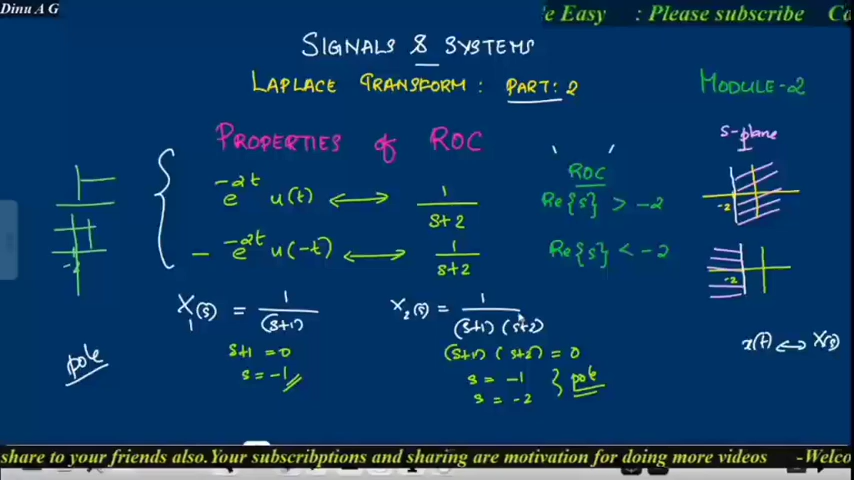 Dinu A G
e Easy : Please subscribe Co
SIGNALS & SYSTEMS
LAPLACE TRANSFORM : PART: 2
MODULE-2
PROPERTIES of ROC
s-plane
ROC
e^-2t u(t) ⟷ 1/(s+2)
Re{s} > -2
-2
- e^-2t u(-t) ⟷ 1/(s+2)
Re{s} < -2
-2
-2
X₁(s) = 1/(s+1)
X₂(s) = 1/((s+1) (s+2))
x(t) ⟷ X(s)
pole
s+1 = 0
s = -1
(s+1) (s+2) = 0
s = -1
s = -2
} pole
share to your friends also.Your subscribptions and sharing are motivation for doing more videos -Welco